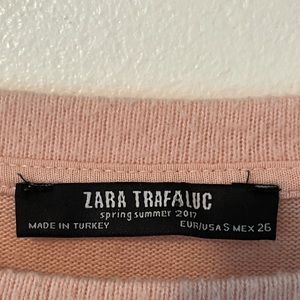 ZARA TRAFALUC
spring summer 2017
MADE IN TURKEY EUR/USA S MEX 26